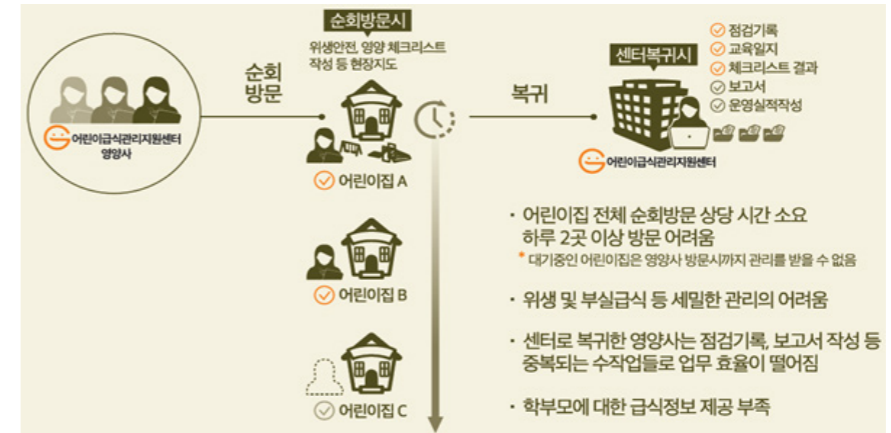 순회방문시
위생안전, 영양 체크리스트
작성 등 현장지도
순회
방문
어린이급식관리지원센터
영양사
어린이집 A
어린이집 B
어린이집 C
복귀
센터복귀시
점검기록
교육일지
체크리스트 결과
보고서
운영실적작성
어린이급식관리지원센터
· 어린이집 전체 순회방문 상당 시간 소요
하루 2곳 이상 방문 어려움
* 대기중인 어린이집은 영양사 방문시까지 관리를 받을 수 없음
· 위생 및 부실급식 등 세밀한 관리의 어려움
· 센터로 복귀한 영양사는 점검기록, 보고서 작성 등
중복되는 수작업들로 업무 효율이 떨어짐
· 학부모에 대한 급식정보 제공 부족